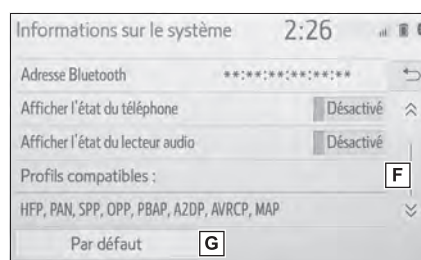 Informations sur le système 2:26
Adresse Bluetooth **:**:**:**:**:**
Afficher l'état du téléphone Désactivé
Afficher l'état du lecteur audio Désactivé
Profils compatibles :
F
HFP, PAN, SPP, OPP, PBAP, A2DP, AVRCP, MAP
Par défaut G